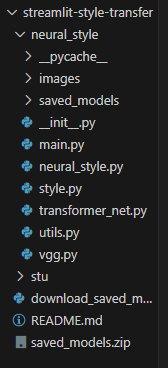 streamlit-style-transfer
neural_style
__pycache__
images
saved_models
__init__.py
main.py
neural_style.py
style.py
transformer_net.py
utils.py
vgg.py
stu
download_saved_m...
README.md
saved_models.zip